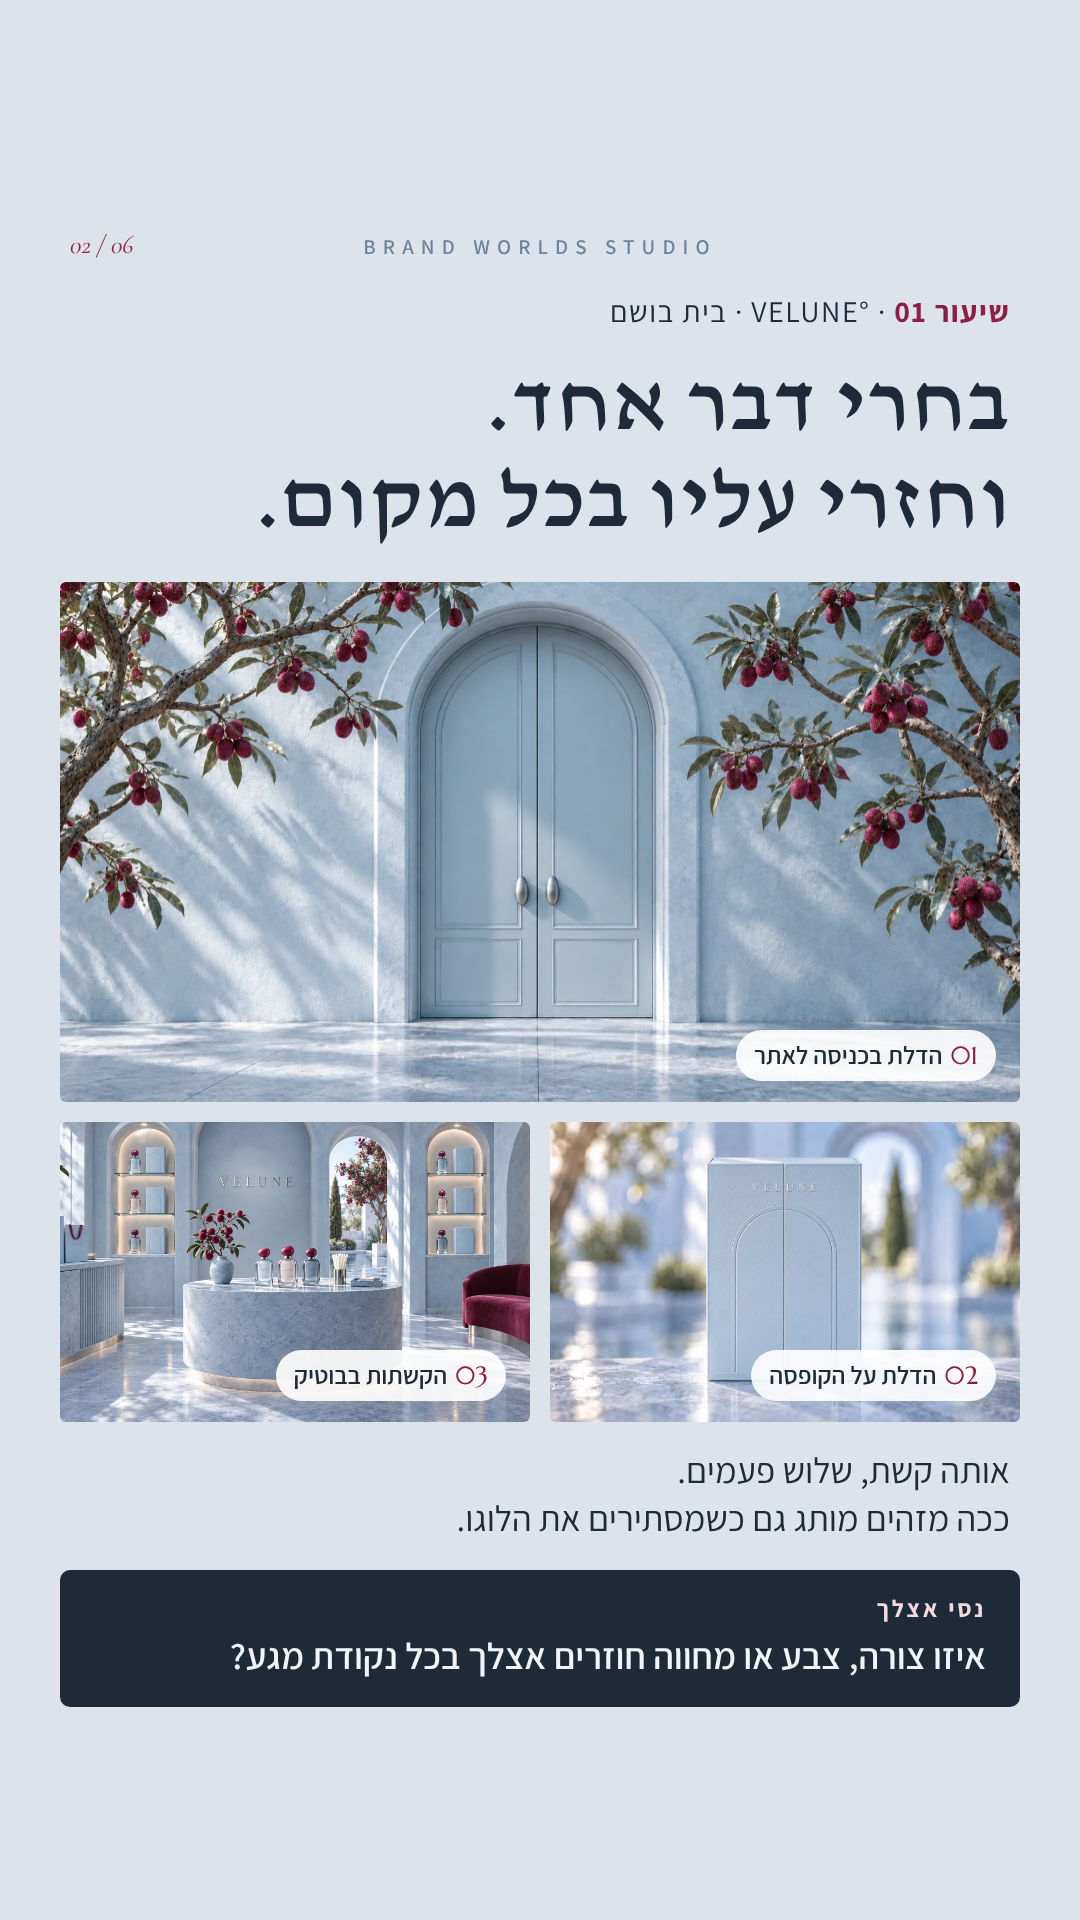 02 / 06
BRAND WORLDS STUDIO
שיעור 01 · VELUNE° · בית בושם
בחרי דבר אחד.
וחזרי עליו בכל מקום.
01 הדלת בכניסה לאתר
VELUNE
02 הדלת על הקופסה
VELUNE
03 הקשתות בבוטיק
אותה קשת, שלוש פעמים.
ככה מזהים מותג גם כשמסתירים את הלוגו.
נסי אצלך
איזו צורה, צבע או מחווה חוזרים אצלך בכל נקודת מגע?